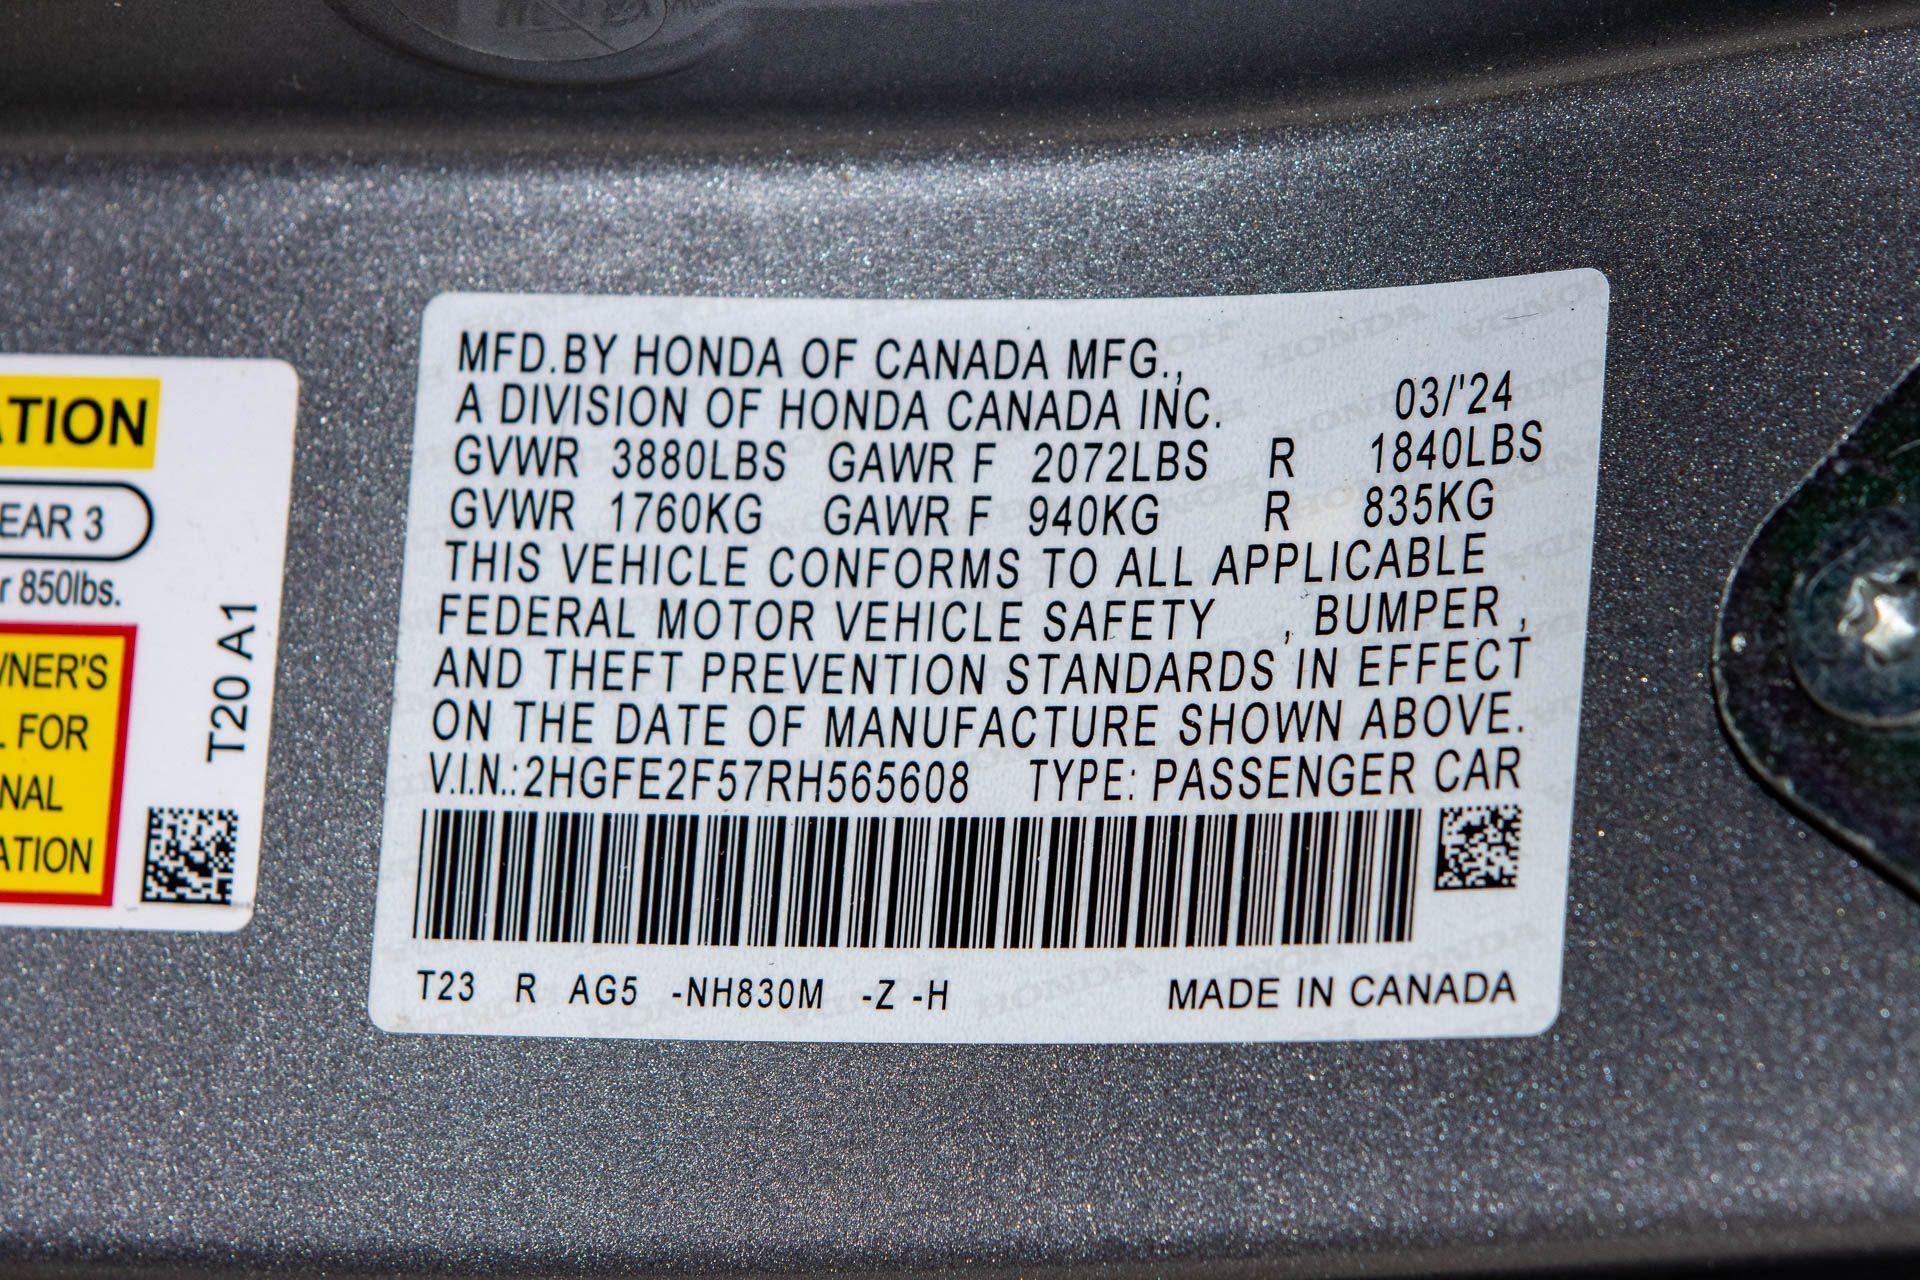 ATION
EAR 3
r 850lbs.
WNER'S
L FOR
NAL
ATION
T20 A1
MFD.BY HONDA OF CANADA MFG.,
A DIVISION OF HONDA CANADA INC. 03/'24
GVWR 3880LBS GAWR F 2072LBS R 1840LBS
GVWR 1760KG GAWR F 940KG R 835KG
THIS VEHICLE CONFORMS TO ALL APPLICABLE
FEDERAL MOTOR VEHICLE SAFETY , BUMPER ,
AND THEFT PREVENTION STANDARDS IN EFFECT
ON THE DATE OF MANUFACTURE SHOWN ABOVE.
V.I.N.:2HGFE2F57RH565608 TYPE: PASSENGER CAR
T23 R AG5 -NH830M -Z -H MADE IN CANADA